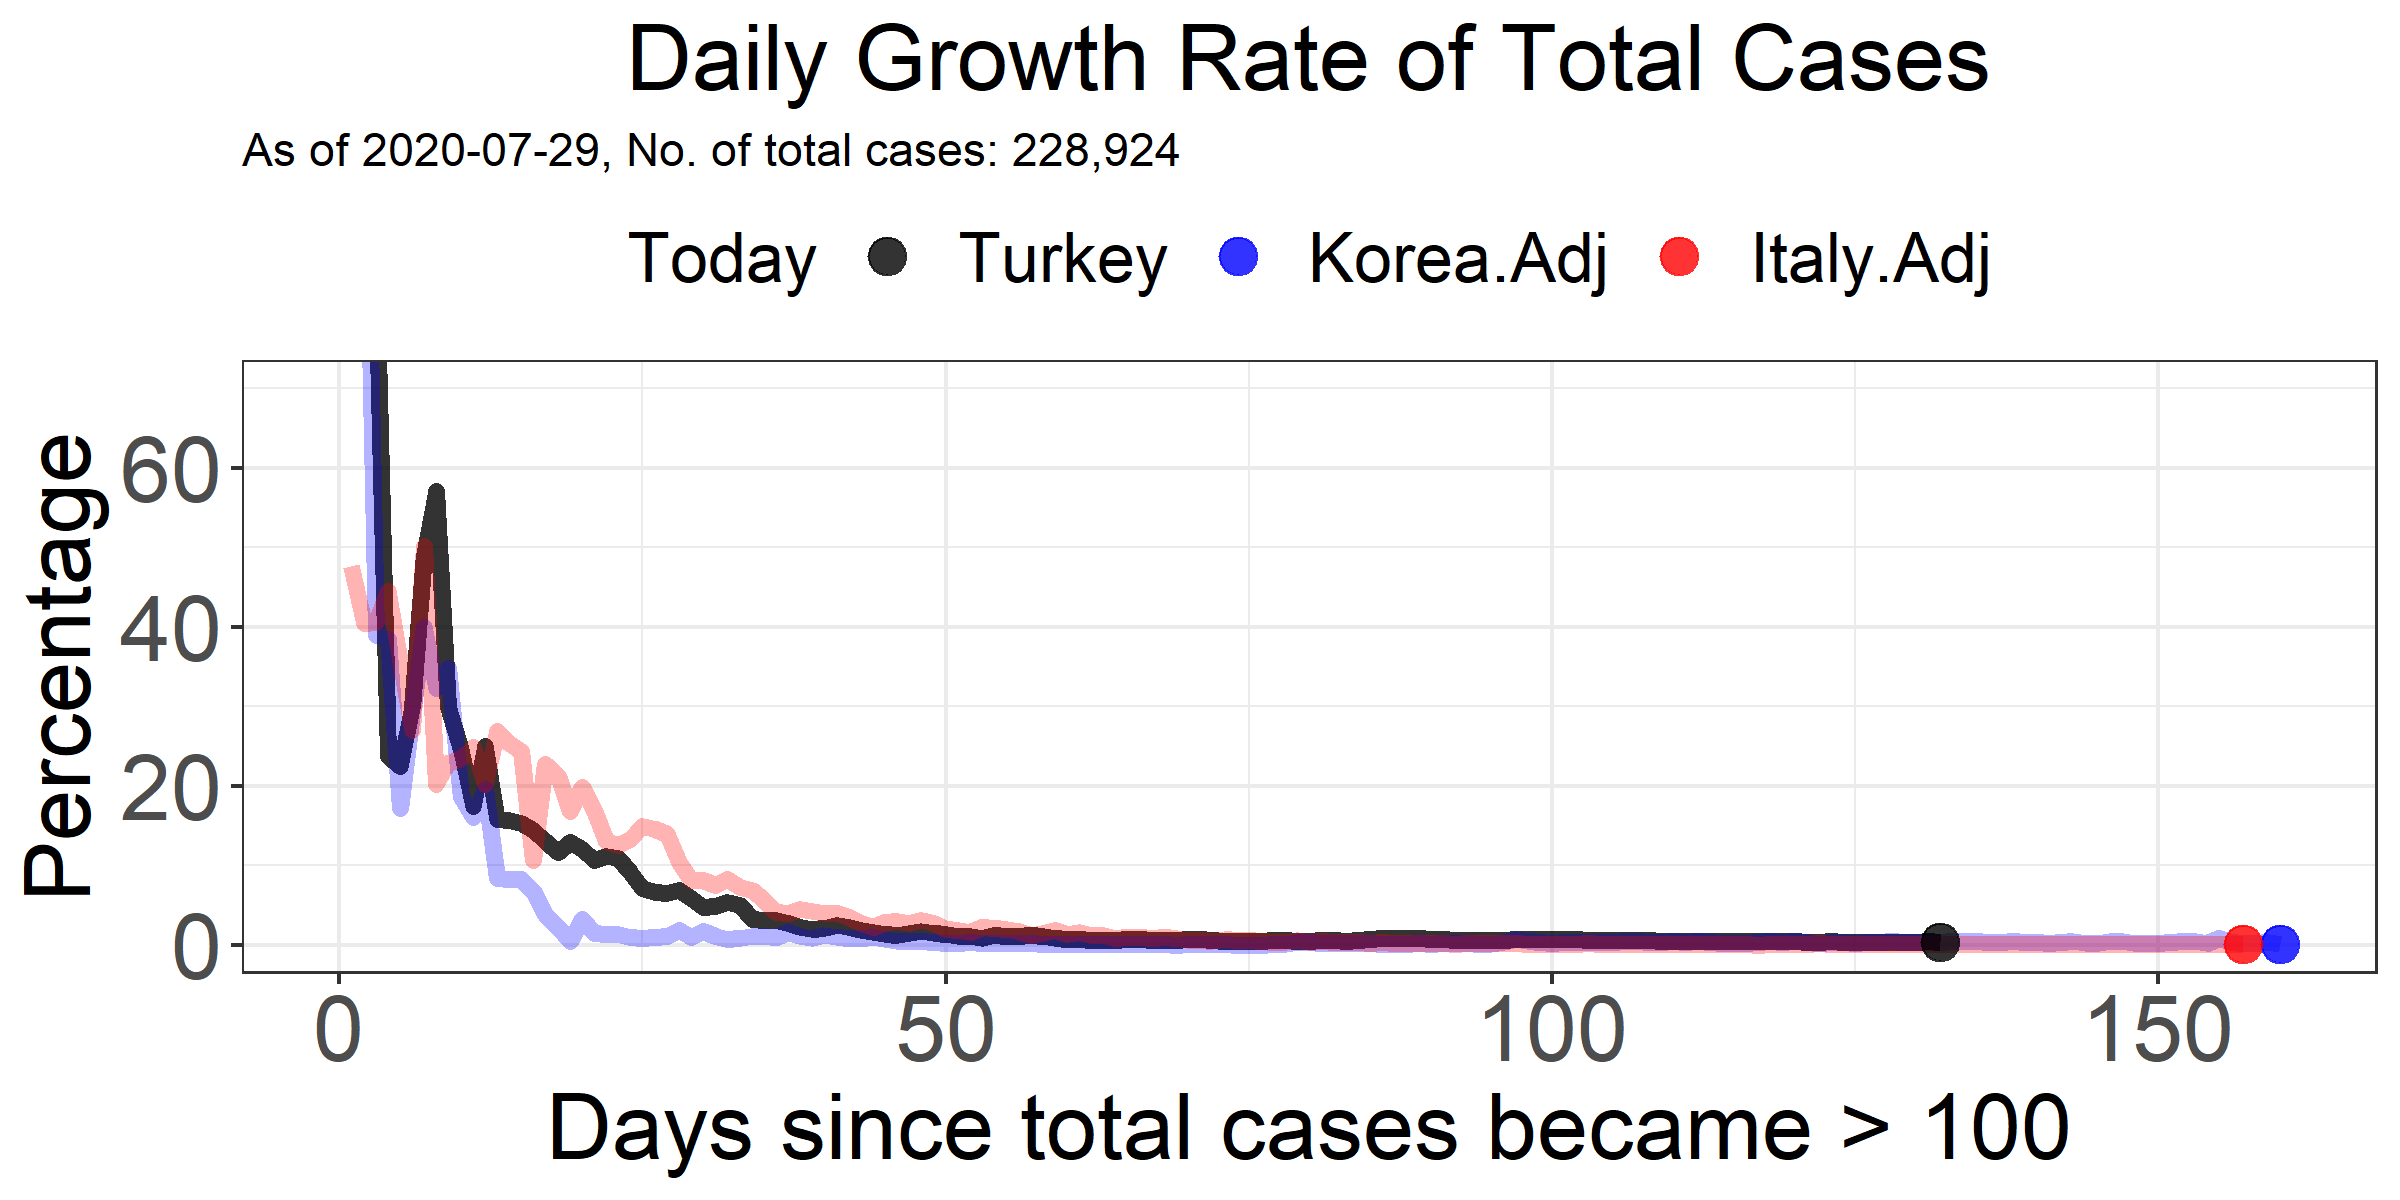 Daily Growth Rate of Total Cases
As of 2020-07-29, No. of total cases: 228,924
Today Turkey Korea.Adj Italy.Adj
Percentage
60
40
20
0
0 50 100 150
Days since total cases became > 100